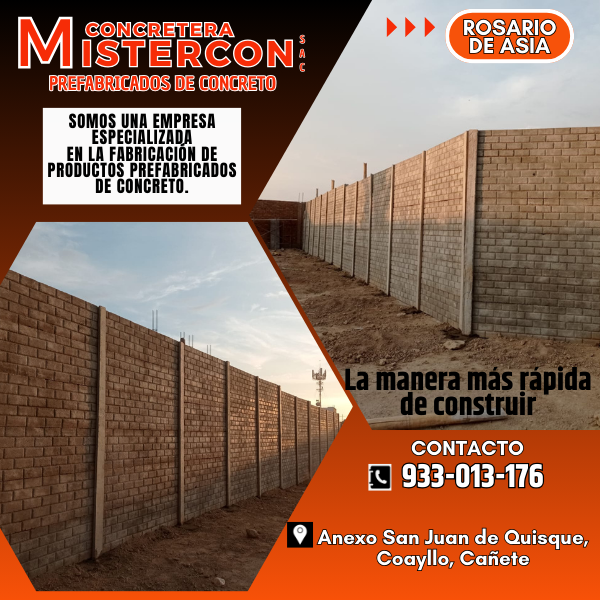 CONCRETERA
MISTERCON
SAC
PREFABRICADOS DE CONCRETO
ROSARIO
DE ASIA
SOMOS UNA EMPRESA
ESPECIALIZADA
EN LA FABRICACIÓN DE
PRODUCTOS PREFABRICADOS
DE CONCRETO.
La manera más rápida
de construir
CONTACTO
933-013-176
Anexo San Juan de Quisque,
Coayllo, Cañete